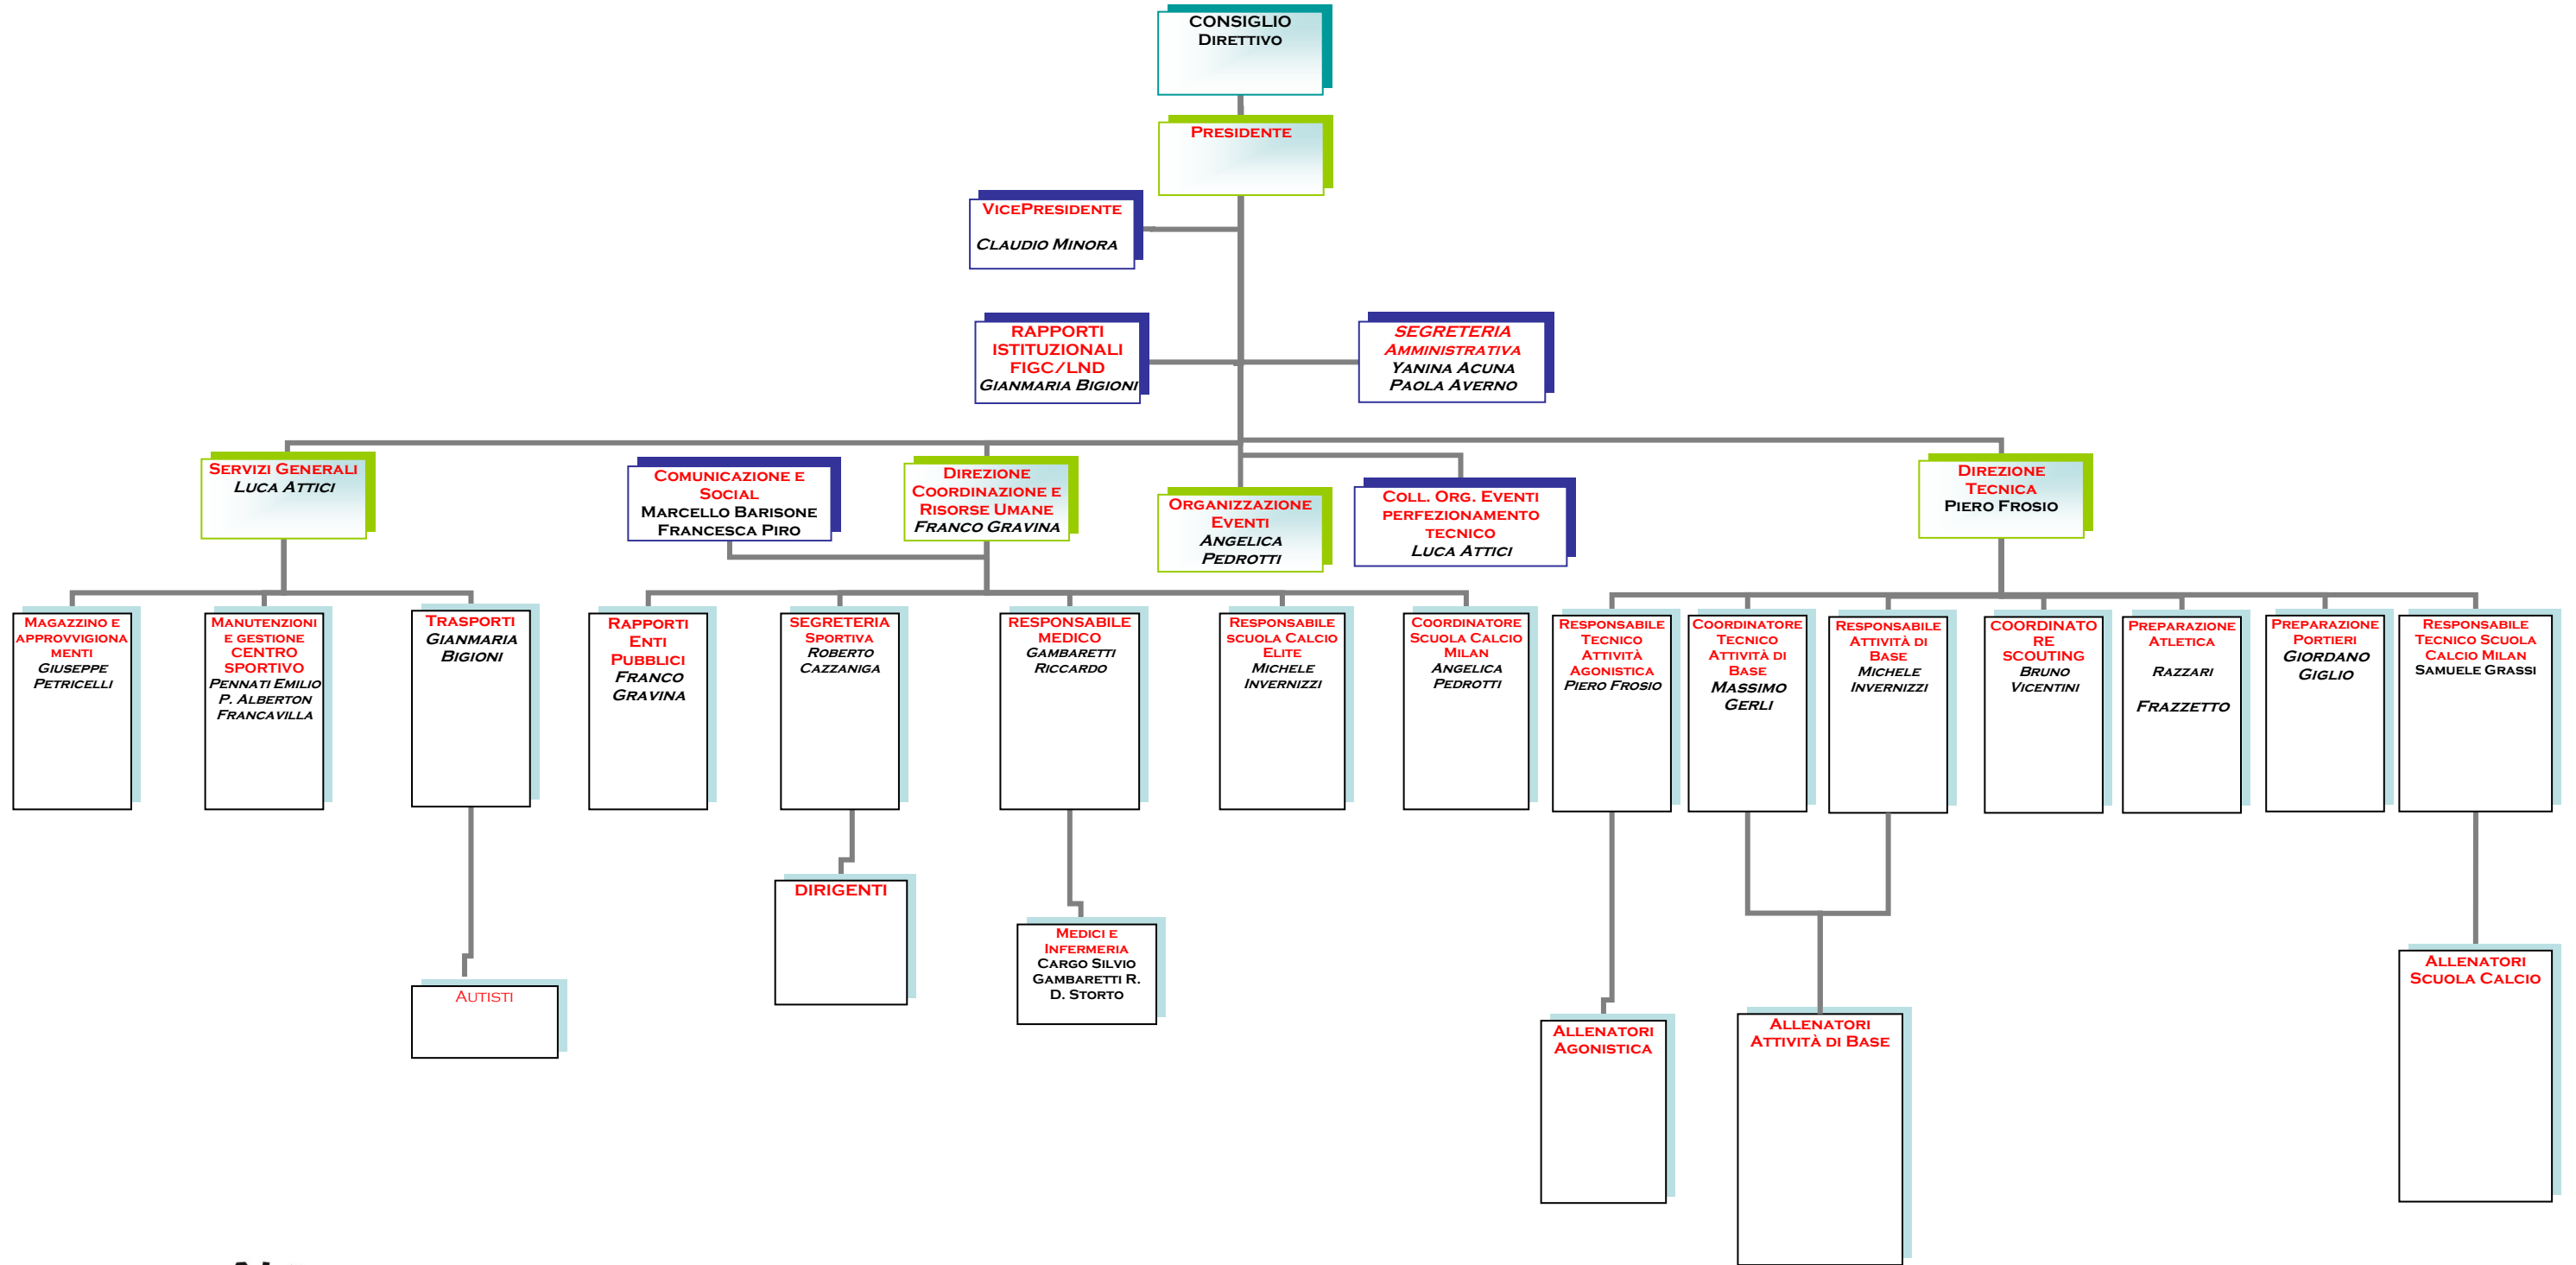 CONSIGLIO
DIRETTIVO
PRESIDENTE
VICEPRESIDENTE
CLAUDIO MINORA
RAPPORTI
ISTITUZIONALI
FIGC/LND
GIANMARIA BIGIONI
SEGRETERIA
AMMINISTRATIVA
YANINA ACUNA
PAOLA AVERNO
SERVIZI GENERALI
LUCA ATTICI
COMUNICAZIONE E
SOCIAL
MARCELLO BARISONE
FRANCESCA PIRO
DIREZIONE
COORDINAZIONE E
RISORSE UMANE
FRANCO GRAVINA
ORGANIZZAZIONE
EVENTI
ANGELICA
PEDROTTI
COLL. ORG. EVENTI
PERFEZIONAMENTO
TECNICO
LUCA ATTICI
DIREZIONE
TECNICA
PIERO FROSIO
MAGAZZINO E
APPROVVIGIONA
MENTI
GIUSEPPE
PETRICELLI
MANUTENZIONI
E GESTIONE
CENTRO
SPORTIVO
PENNATI EMILIO
P. ALBERTON
FRANCAVILLA
TRASPORTI
GIANMARIA
BIGIONI
RAPPORTI
ENTI
PUBBLICI
FRANCO
GRAVINA
SEGRETERIA
SPORTIVA
ROBERTO
CAZZANIGA
RESPONSABILE
MEDICO
GAMBARETTI
RICCARDO
RESPONSABILE
SCUOLA CALCIO
ELITE
MICHELE
INVERNIZZI
COORDINATORE
SCUOLA CALCIO
MILAN
ANGELICA
PEDROTTI
RESPONSABILE
TECNICO
ATTIVITÀ
AGONISTICA
PIERO FROSIO
COORDINATORE
TECNICO
ATTIVITÀ DI
BASE
MASSIMO
GERLI
RESPONSABILE
ATTIVITÀ DI
BASE
MICHELE
INVERNIZZI
COORDINATO
RE
SCOUTING
BRUNO
VICENTINI
PREPARAZIONE
ATLETICA
RAZZARI
FRAZZETTO
PREPARAZIONE
PORTIERI
GIORDANO
GIGLIO
RESPONSABILE
TECNICO SCUOLA
CALCIO MILAN
SAMUELE GRASSI
DIRIGENTI
MEDICI E
INFERMERIA
CARGO SILVIO
GAMBARETTI R.
D. STORTO
AUTISTI
ALLENATORI
AGONISTICA
ALLENATORI
ATTIVITÀ DI BASE
ALLENATORI
SCUOLA CALCIO